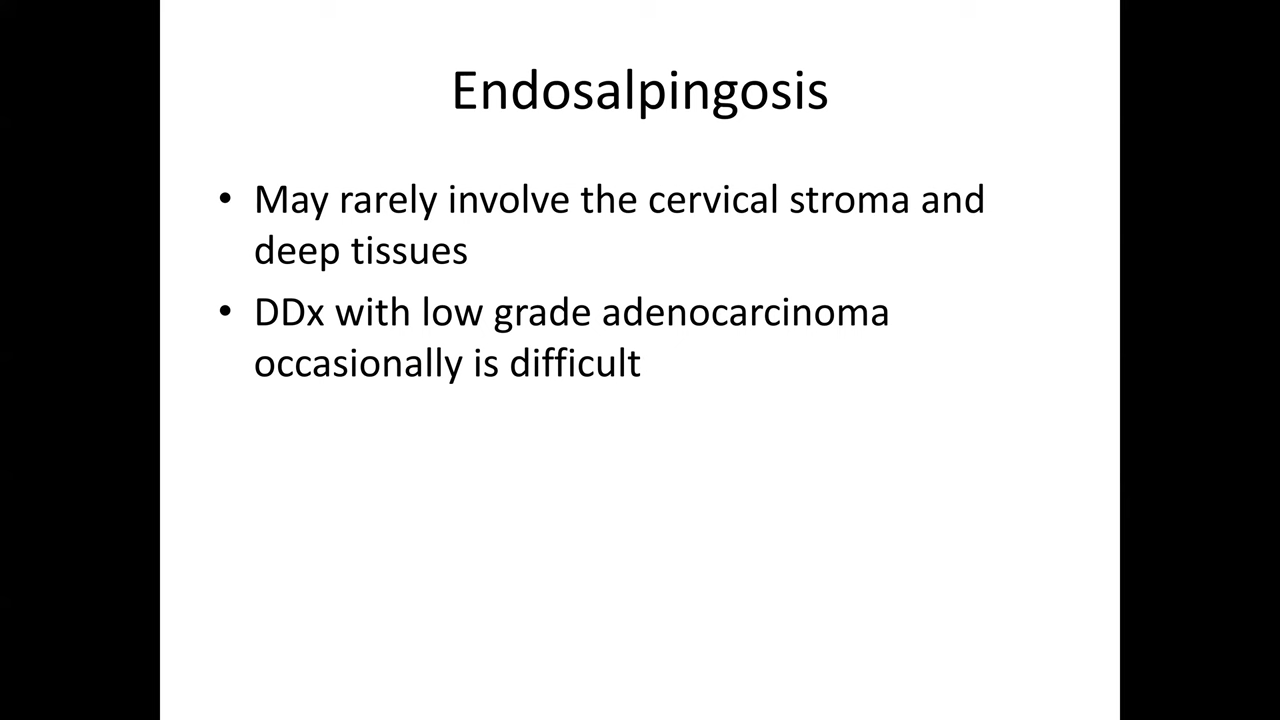 Endosalpingosis
• May rarely involve the cervical stroma and
deep tissues
• DDx with low grade adenocarcinoma
occasionally is difficult